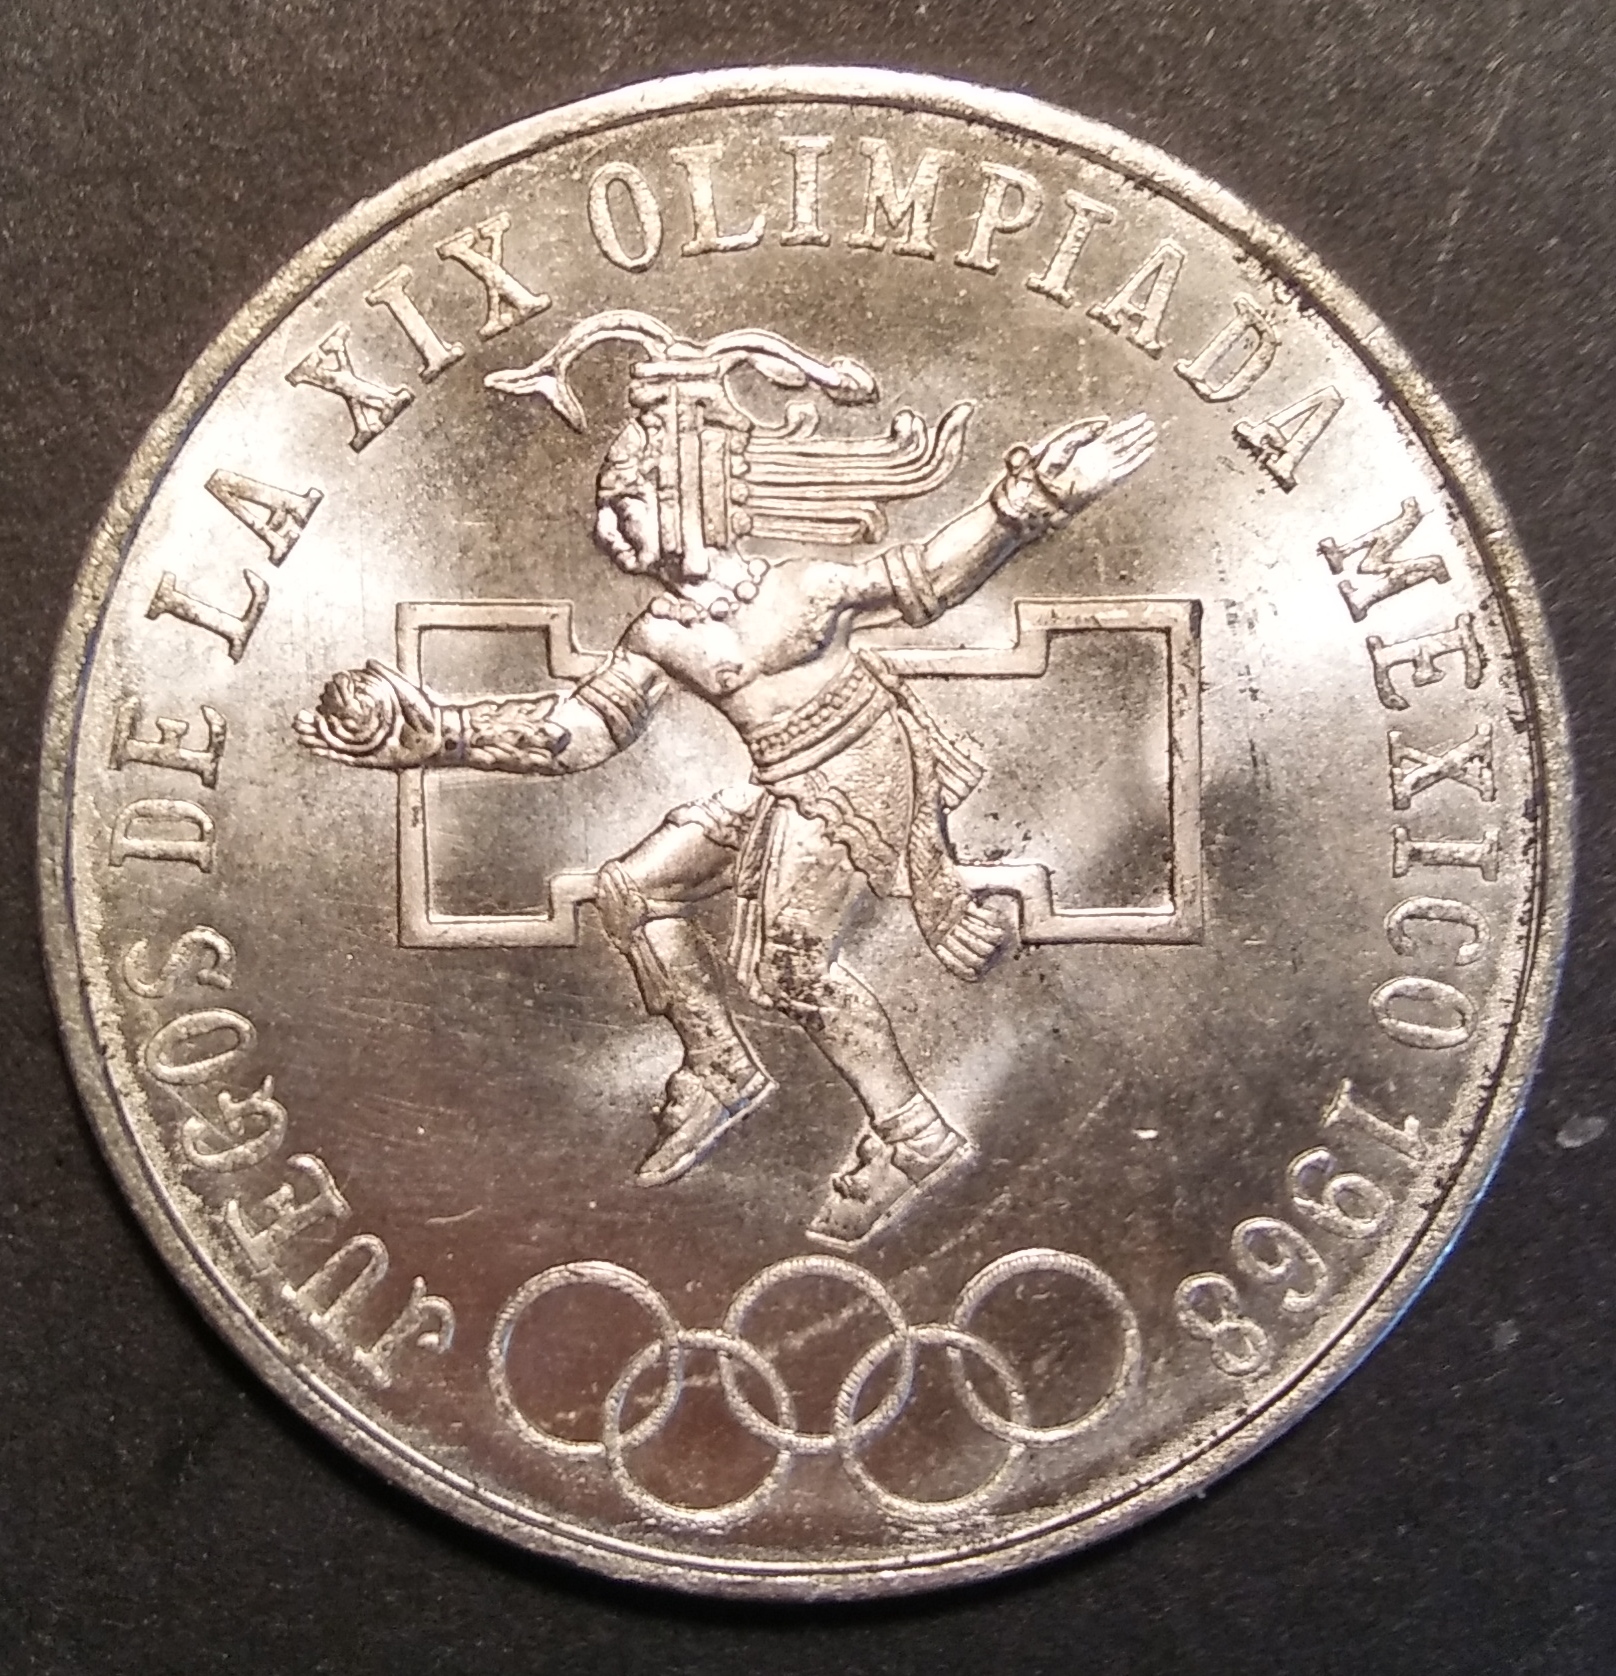 JUEGOS DE LA XIX OLIMPIADA MEXICO 1968